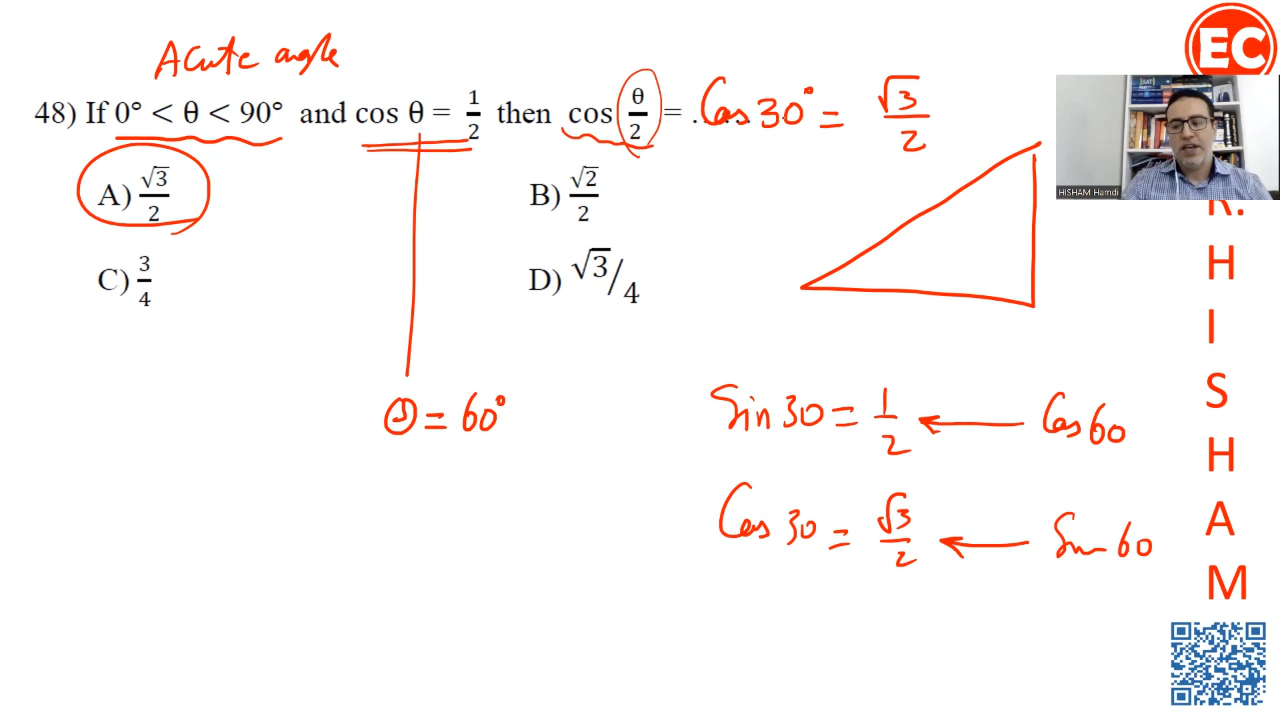 Acute angle
EC
48) If 0° < θ < 90° and cos θ = 1/2 then cos θ/2 = ...... Cos 30° = √3/2
A) √3/2
B) √2/2
C) 3/4
D) √3/4
HISHAM Hamdi
R.
H
I
S
H
A
M
θ = 60°
Sin 30 = 1/2 ← Cos 60
Cos 30 = √3/2 ← Sin 60